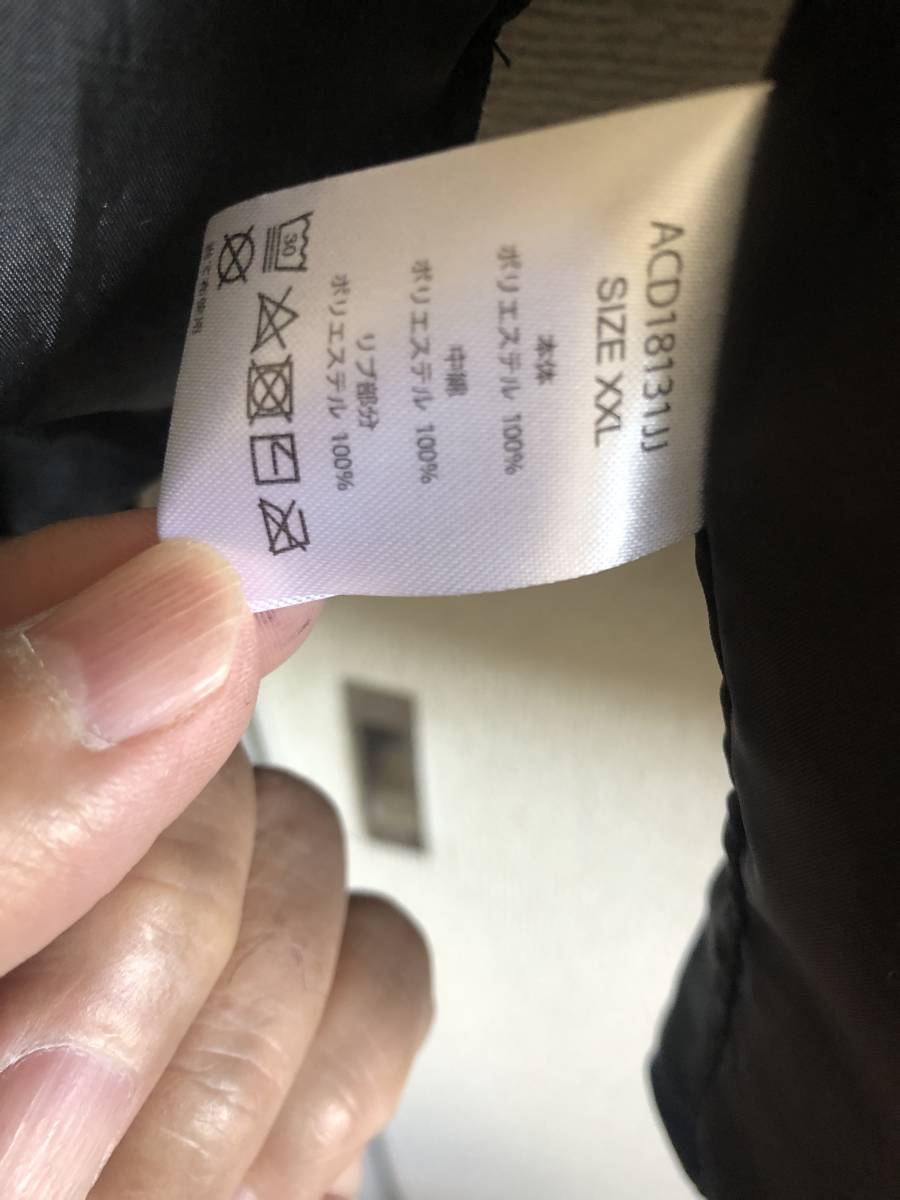 ACD18131JJ
SIZE XXL
本体
ポリエステル 100%
中綿
ポリエステル 100%
リブ部分
ポリエステル 100%
30